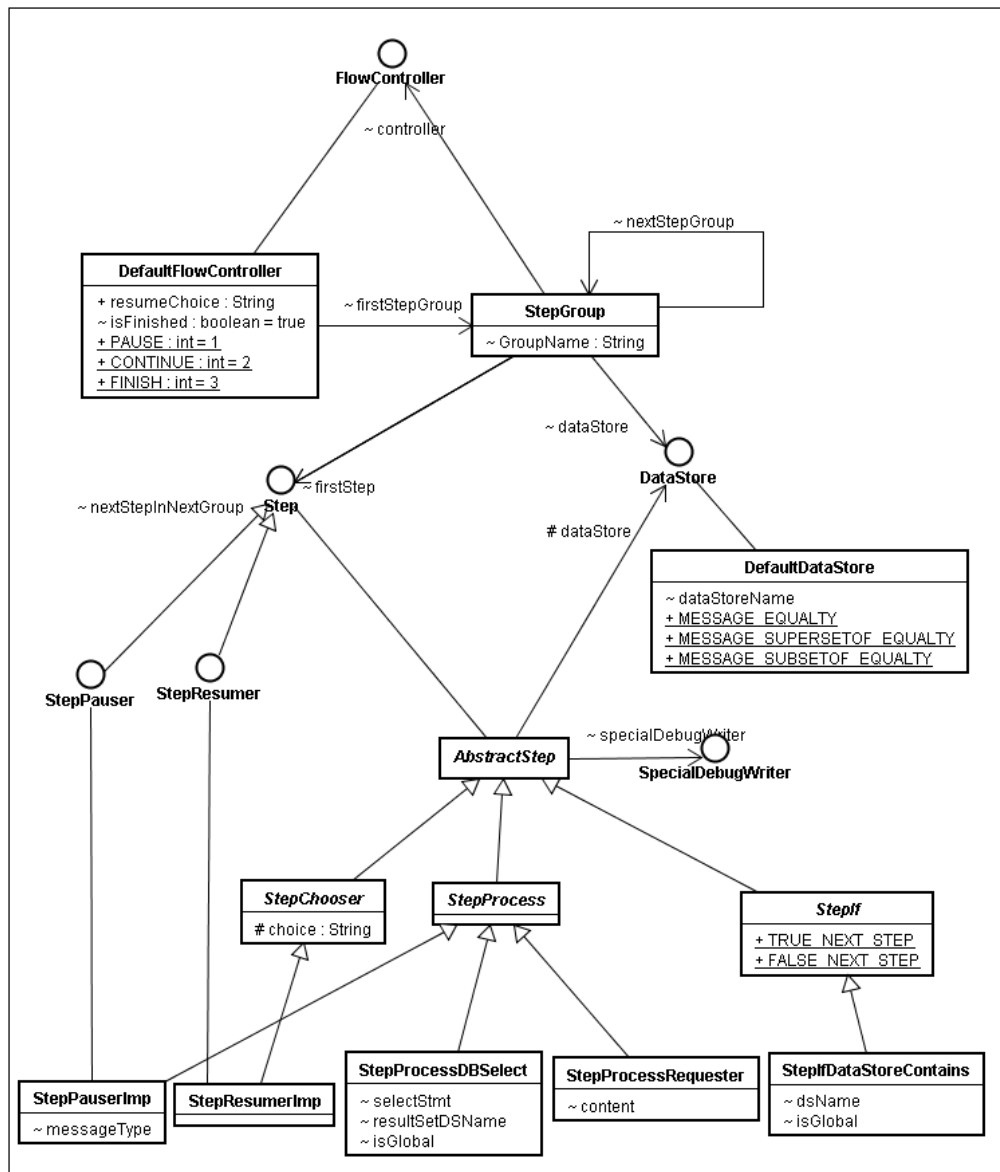 FlowController
~ controller
~ nextStepGroup
DefaultFlowController
+ resumeChoice : String
~ isFinished : boolean = true
+ PAUSE : int = 1
+ CONTINUE : int = 2
+ FINISH : int = 3
~ firstStepGroup
StepGroup
~ GroupName : String
~ dataStore
DataStore
~ firstStep
Step
~ nextStepInNextGroup
# dataStore
DefaultDataStore
~ dataStoreName
+ MESSAGE_EQUALTY
+ MESSAGE_SUPERSETOF_EQUALTY
+ MESSAGE_SUBSETOF_EQUALTY
StepPauser
StepResumer
~ specialDebugWriter
AbstractStep
SpecialDebugWriter
StepChooser
# choice : String
StepProcess
StepIf
+ TRUE_NEXT_STEP
+ FALSE_NEXT_STEP
StepPauserImp
~ messageType
StepResumerImp
StepProcessDBSelect
~ selectStmt
~ resultSetDSName
~ isGlobal
StepProcessRequester
~ content
StepIfDataStoreContains
~ dsName
~ isGlobal